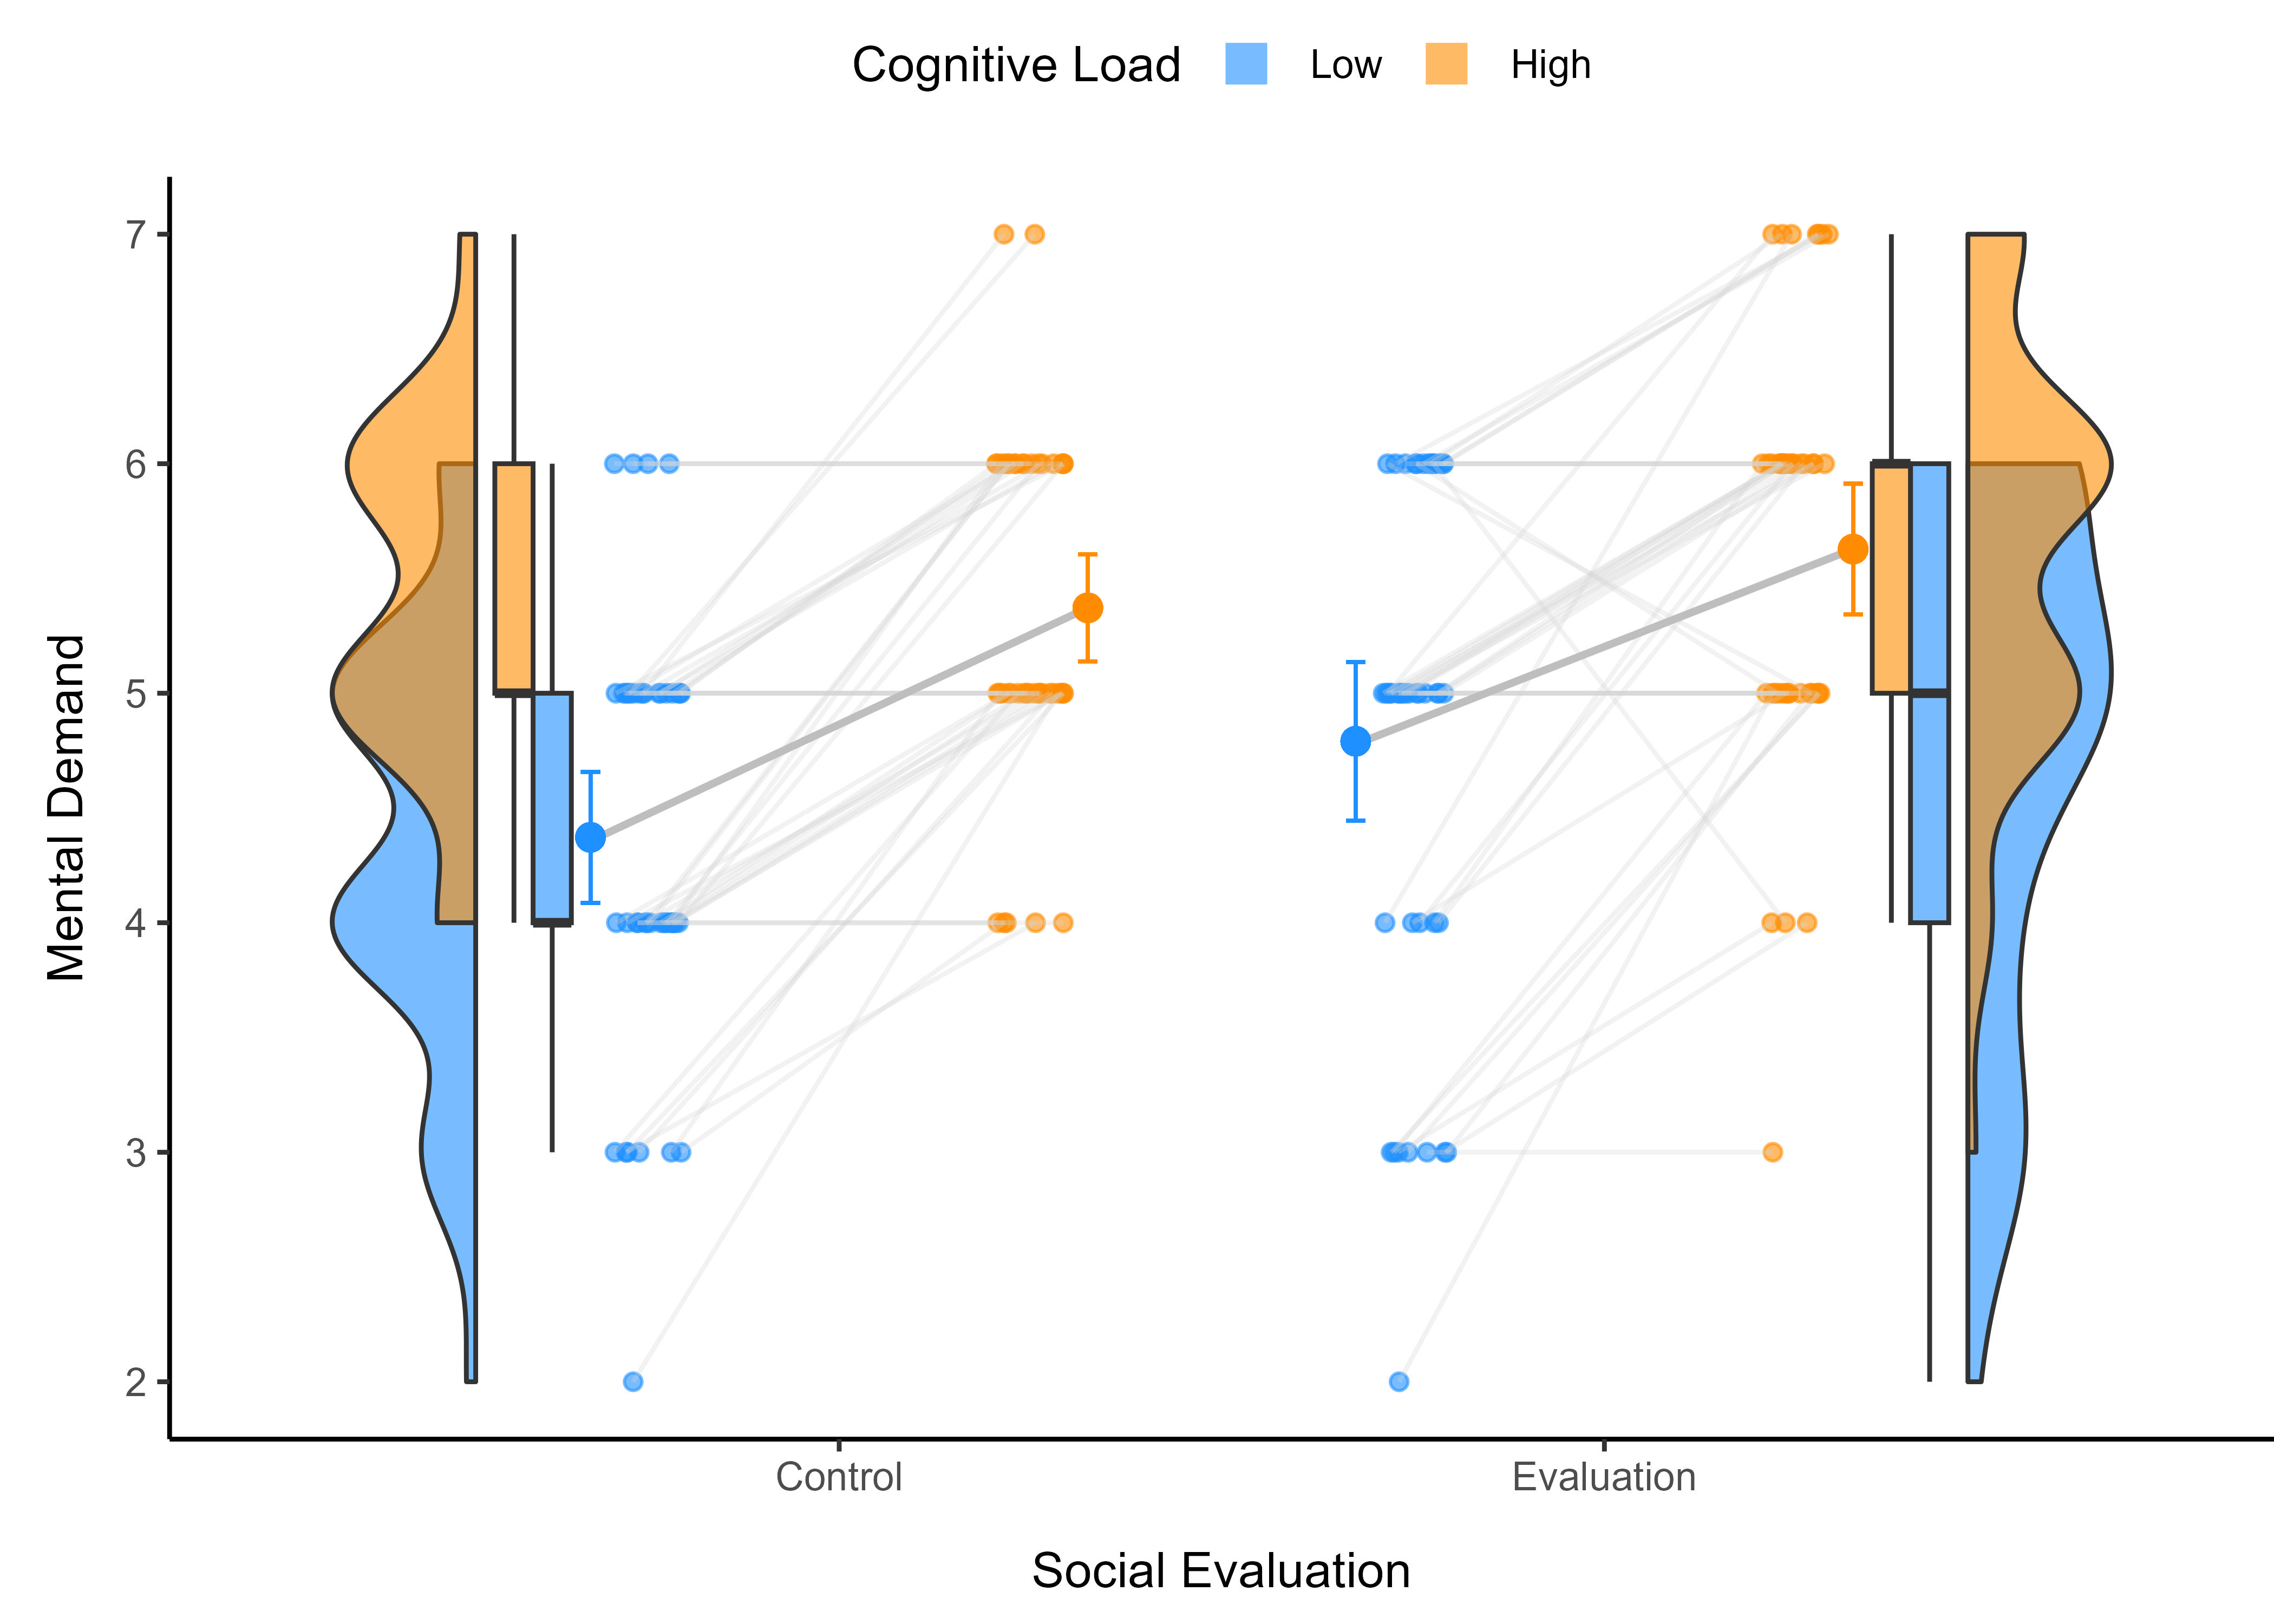 Cognitive Load Low High
7
6
5
4
3
2
Mental Demand
Control Evaluation
Social Evaluation